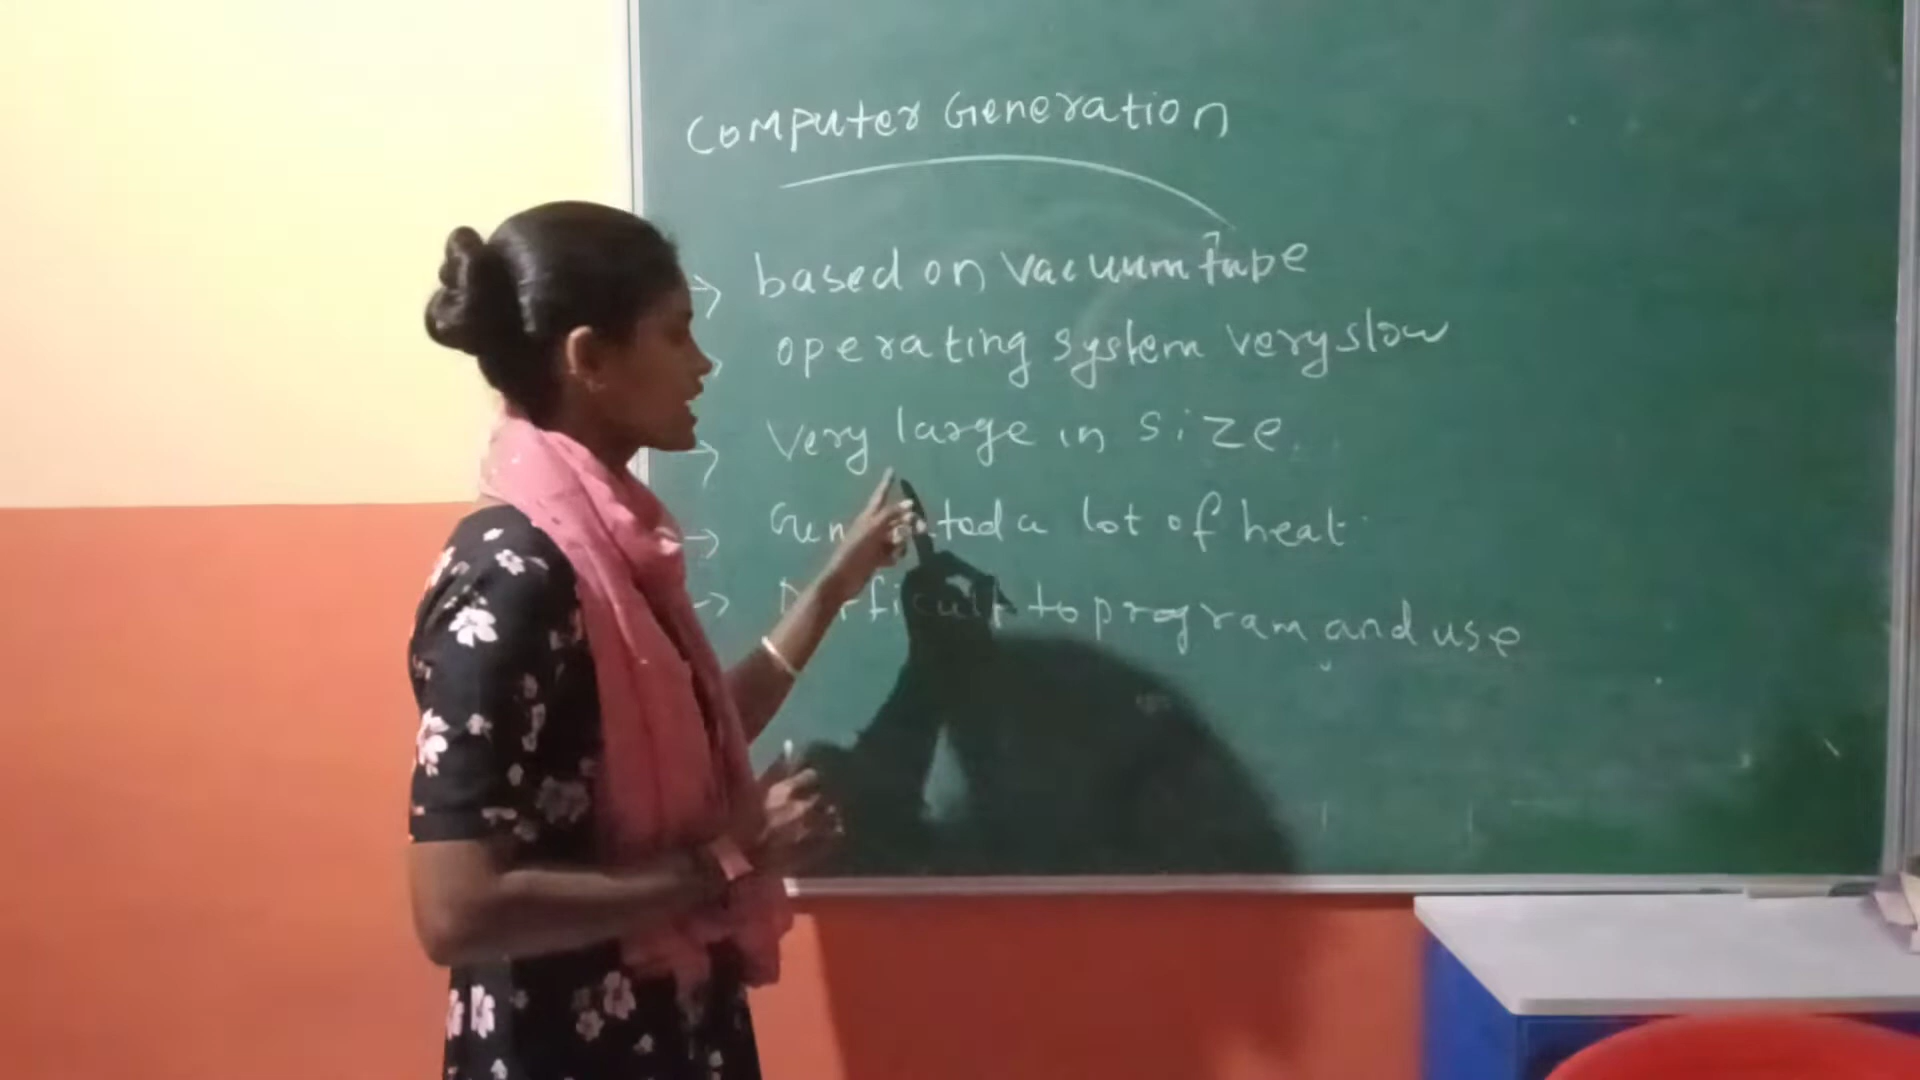 Computer Generation
→ based on vacuum tube
→ operating system very slow
→ Very large in size
→ a lot of heat
→ to program and use